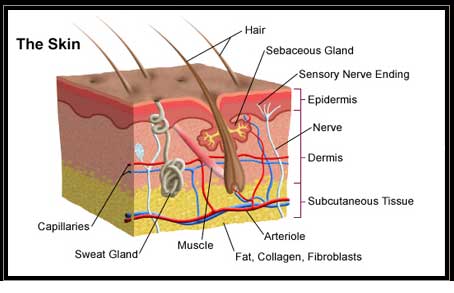 The Skin
Hair
Sebaceous Gland
Sensory Nerve Ending
Epidermis
Nerve
Dermis
Subcutaneous Tissue
Capillaries
Sweat Gland
Muscle
Arteriole
Fat, Collagen, Fibroblasts